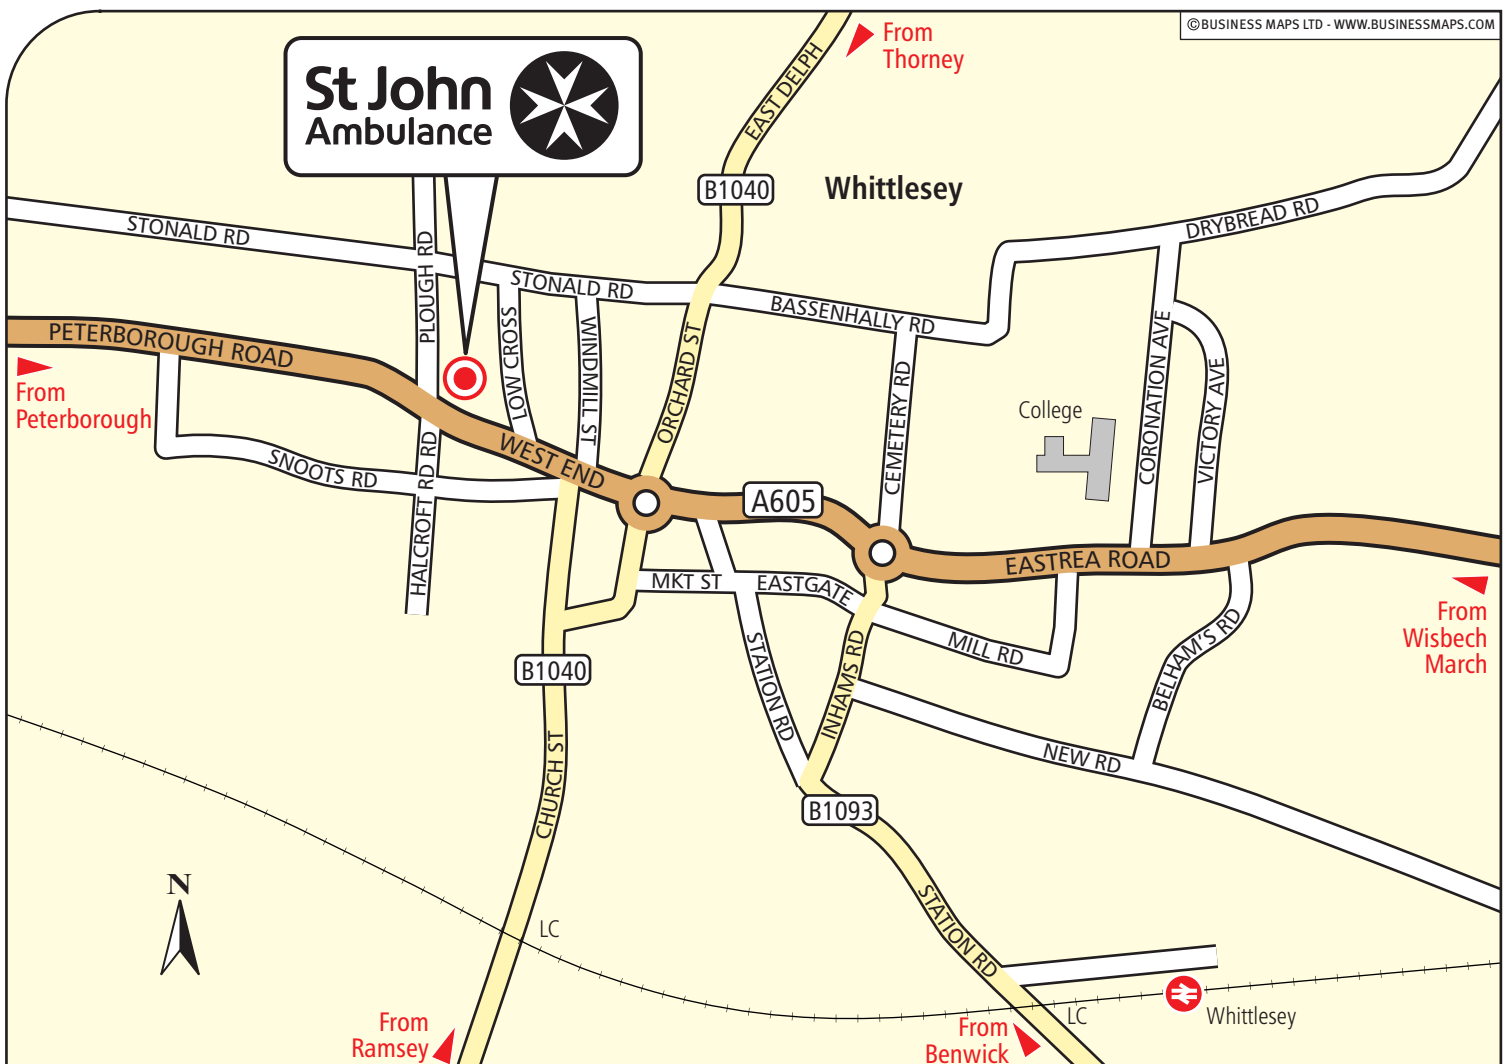 ©BUSINESS MAPS LTD - WWW.BUSINESSMAPS.COM
From
Thorney
St John
Ambulance
EAST DELPH
B1040
Whittlesey
STONALD RD
PLOUGH RD
STONALD RD
DRYBREAD RD
BASSENHALLY RD
PETERBOROUGH ROAD
From
Peterborough
LOW CROSS
WINDMILL ST
ORCHARD ST
CEMETERY RD
College
CORONATION AVE
VICTORY AVE
SNOOTS RD
HALCROFT RD RD
WEST END
A605
EASTREA ROAD
MKT ST
EASTGATE
MILL RD
From
Wisbech
March
BELHAM'S RD
B1040
STATION RD
INHAMS RD
NEW RD
CHURCH ST
B1093
N
LC
STATION RD
From
Ramsey
From
Benwick
LC
Whittlesey